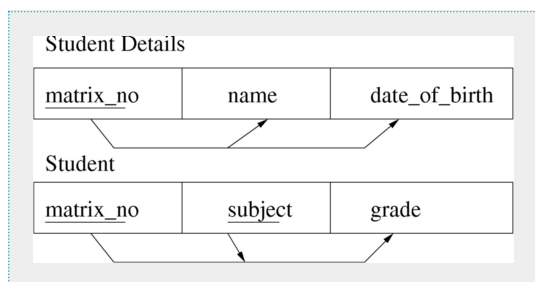 Student Details
matrix_no name date_of_birth
Student
matrix_no subject grade